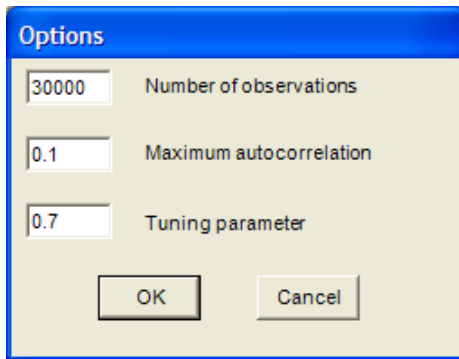 Options
30000 Number of observations
0.1 Maximum autocorrelation
0.7 Tuning parameter
OK Cancel